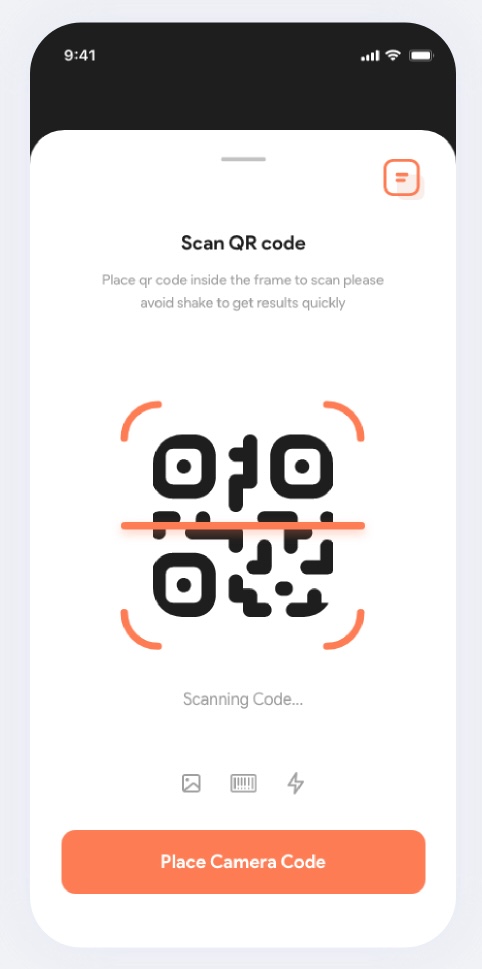 9:41
Scan QR code
Place qr code inside the frame to scan please
avoid shake to get results quickly
Scanning Code...
Place Camera Code